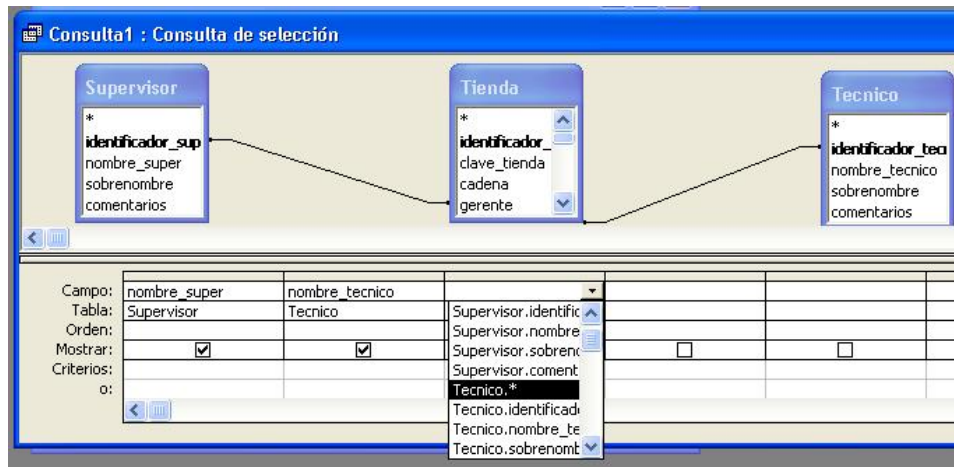 Consulta1 : Consulta de selección
Supervisor
*
identificador_sup
nombre_super
sobrenombre
comentarios
Tienda
*
identificador_
clave_tienda
cadena
gerente
Tecnico
*
identificador_tecn
nombre_tecnico
sobrenombre
comentarios
Campo: nombre_super nombre_tecnico
Tabla: Supervisor Tecnico
Orden:
Mostrar:
Criterios:
o:
Supervisor.identific
Supervisor.nombre
Supervisor.sobreno
Supervisor.coment
Tecnico.*
Tecnico.identificad
Tecnico.nombre_te
Tecnico.sobrenomb